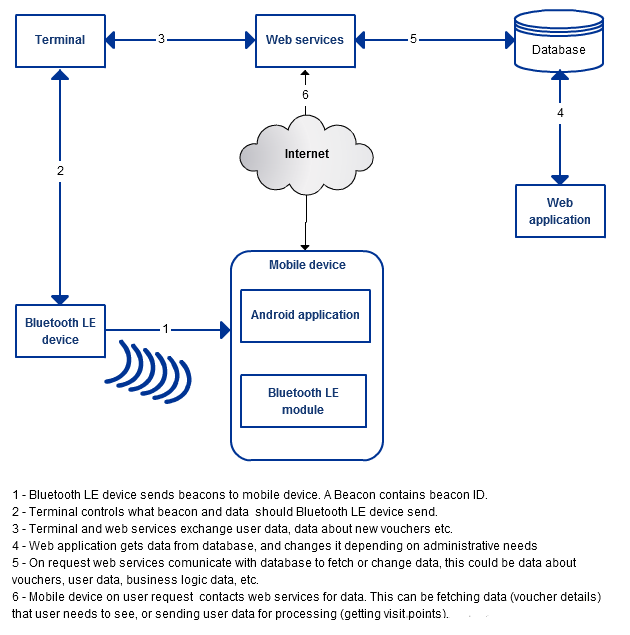 Terminal
3
Web services
5
Database
6
4
Internet
2
Web
application
Mobile device
Android application
Bluetooth LE
device
1
Bluetooth LE
module
1 - Bluetooth LE device sends beacons to mobile device. A Beacon contains beacon ID.
2 - Terminal controls what beacon and data should Bluetooth LE device send.
3 - Terminal and web services exchange user data, data about new vouchers etc.
4 - Web application gets data from database, and changes it depending on administrative needs
5 - On request web services comunicate with database to fetch or change data, this could be data about
vouchers, user data, business logic data, etc.
6 - Mobile device on user request contacts web services for data. This can be fetching data (voucher details)
that user needs to see, or sending user data for processing (getting visit points).